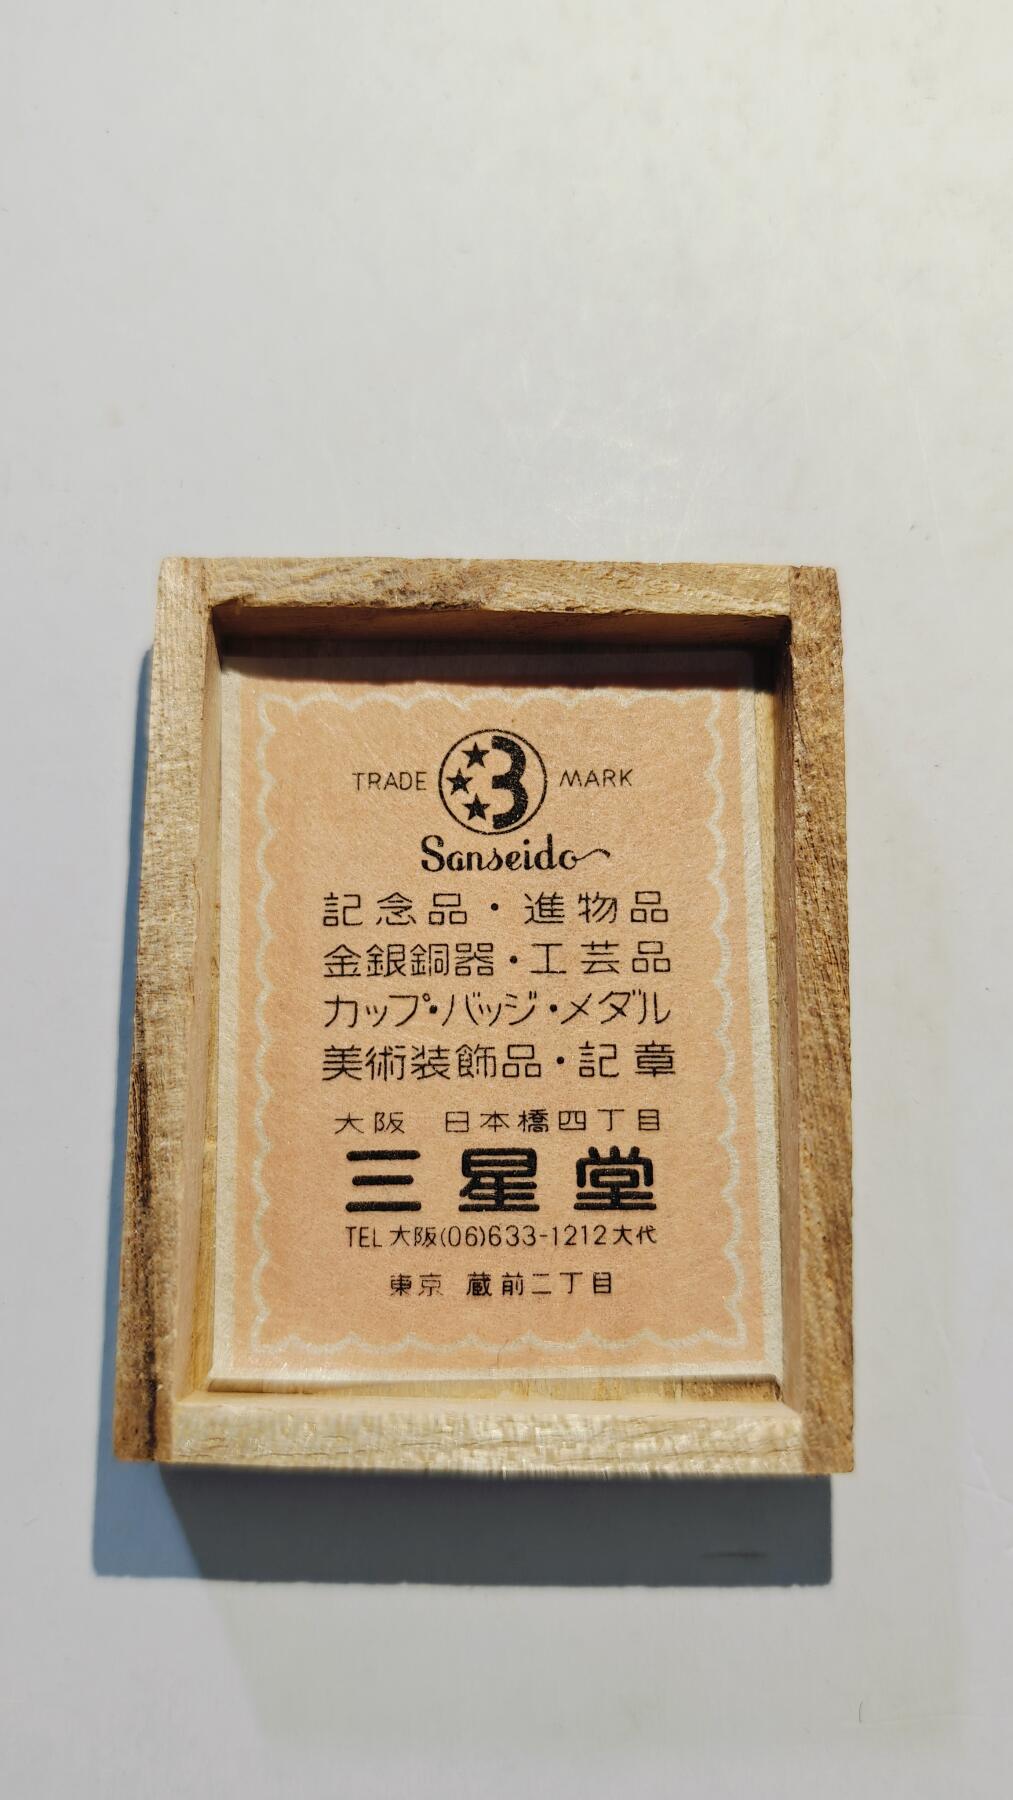 TRADE 3 MARK
Sanseido
記念品・進物品
金銀銅器・工芸品
カップ・バッジ・メダル
美術装飾品・記章
大阪 日本橋四丁目
三星堂
TEL 大阪(06)633-1212大代
東京 蔵前二丁目